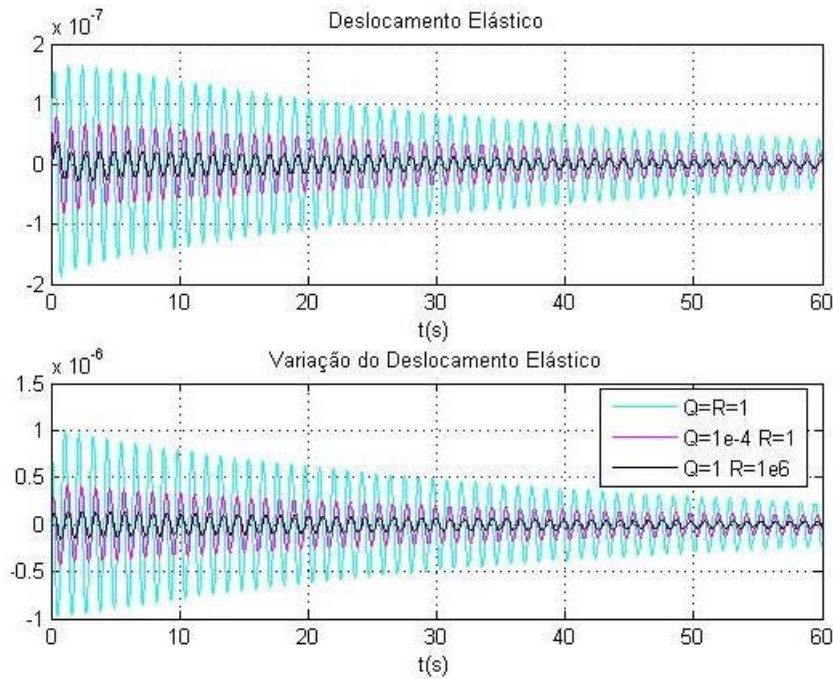 x 10⁻⁷
Deslocamento Elástico
2
1
0
-1
-2
0 10 20 30 40 50 60
t(s)
x 10⁻⁶
Variação do Deslocamento Elástico
1.5
1
0.5
0
-0.5
-1
Q=R=1
Q=1e-4 R=1
Q=1 R=1e6
0 10 20 30 40 50 60
t(s)